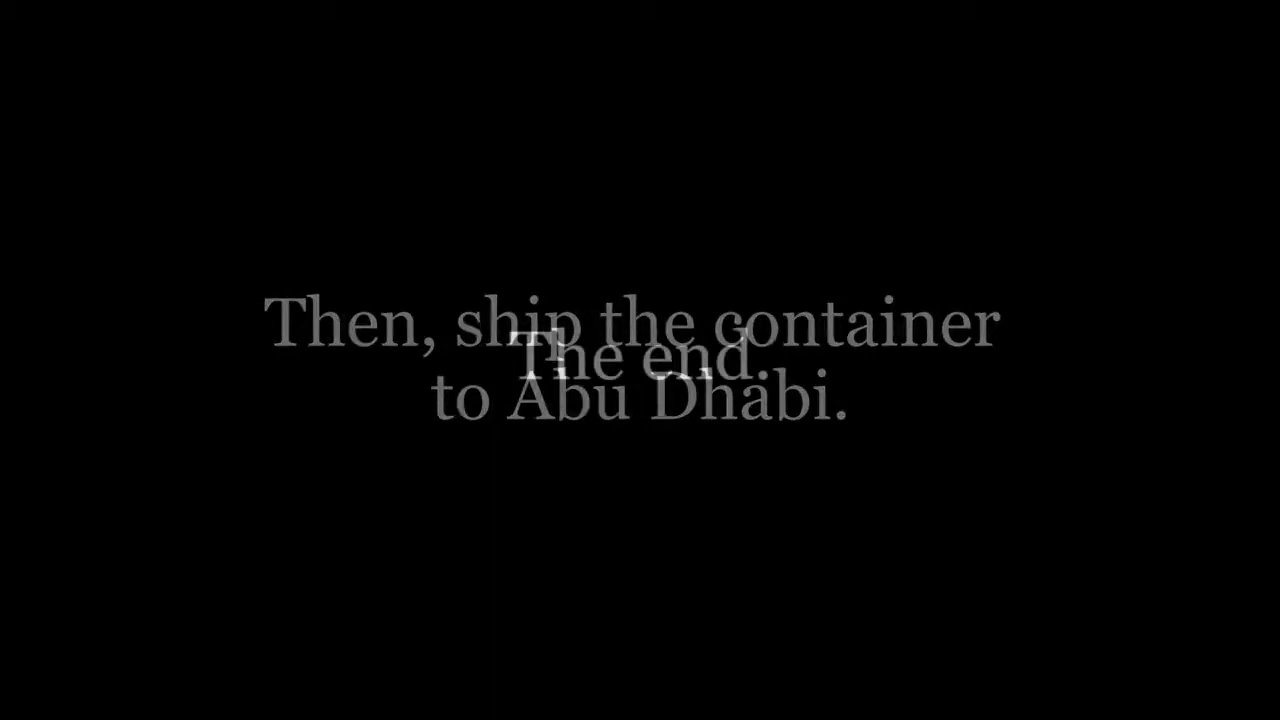 Then, ship the container
The end.
to Abu Dhabi.